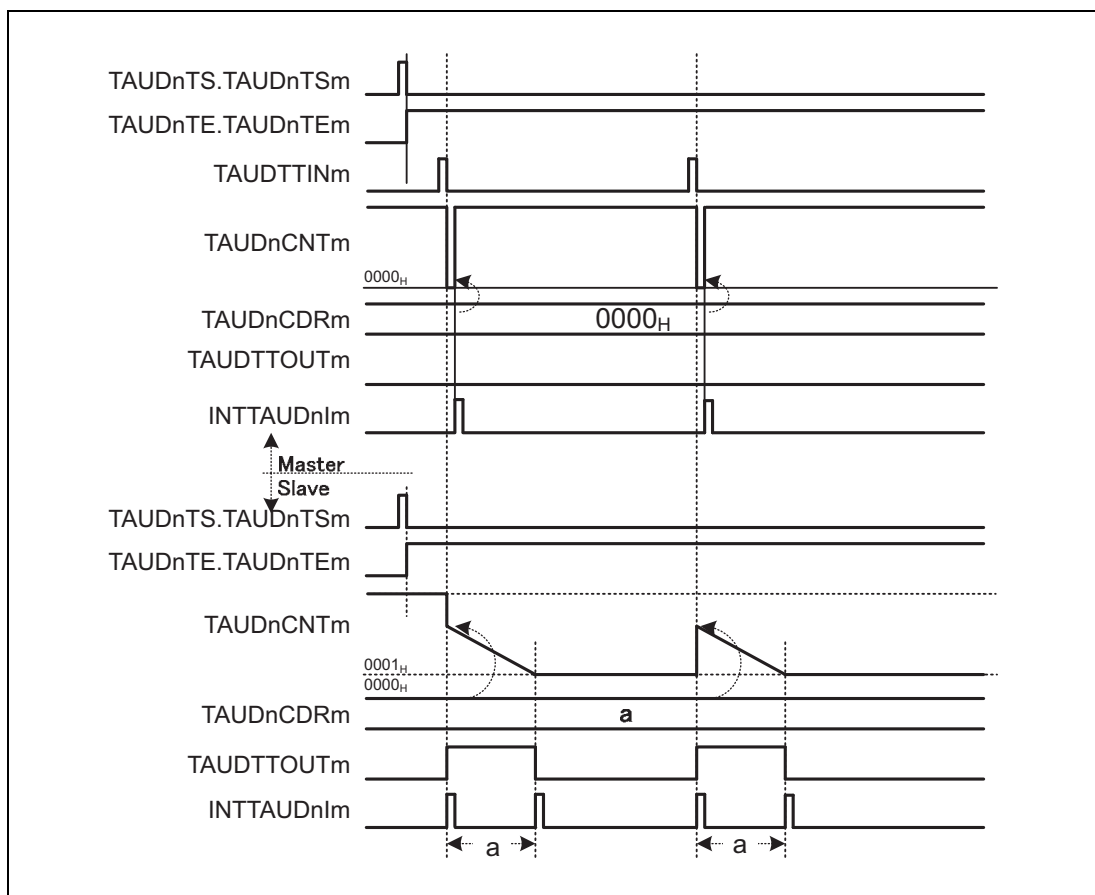 TAUDnTS.TAUDnTSm
TAUDnTE.TAUDnTEm
TAUDTTINm
TAUDnCNTm
0000H
TAUDnCDRm
0000H
TAUDTTOUTm
INTTAUDnIm
Master
Slave
TAUDnTS.TAUDnTSm
TAUDnTE.TAUDnTEm
TAUDnCNTm
0001H
0000H
TAUDnCDRm
a
TAUDTTOUTm
INTTAUDnIm
a a